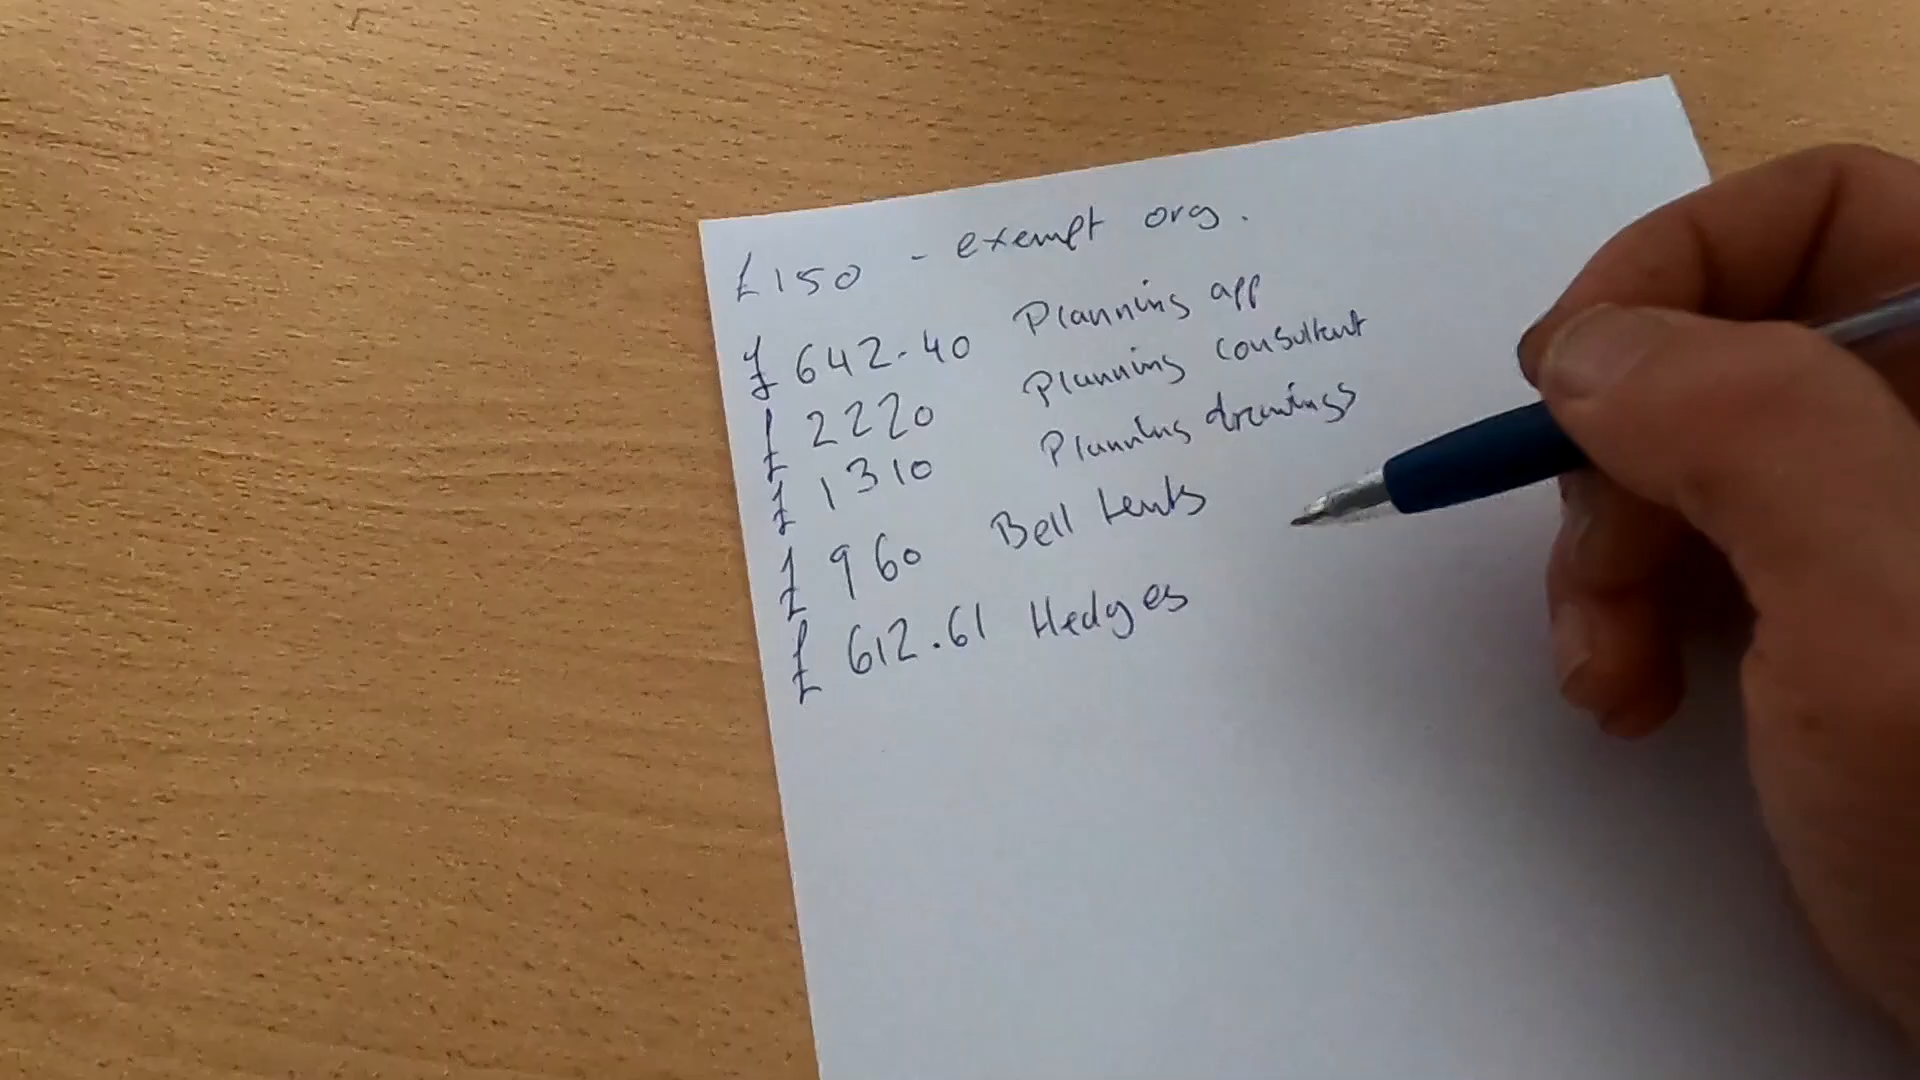 £150 - exempt org.
£642.40 Planning app
£2220 Planning consultant
£1310 Planning drawings
£960 Bell tents
£612.61 Hedges